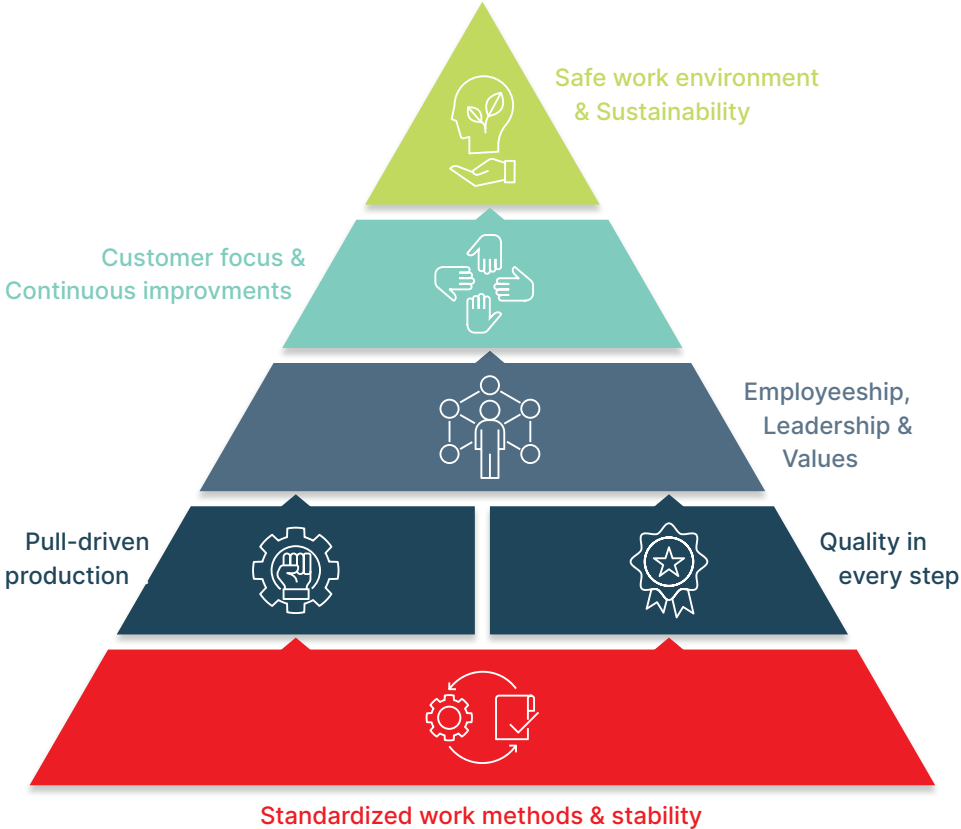 Safe work environment
& Sustainability
Customer focus &
Continuous improvments
Employeeship,
Leadership &
Values
Pull-driven
production .
Quality in
every step
Standardized work methods & stability